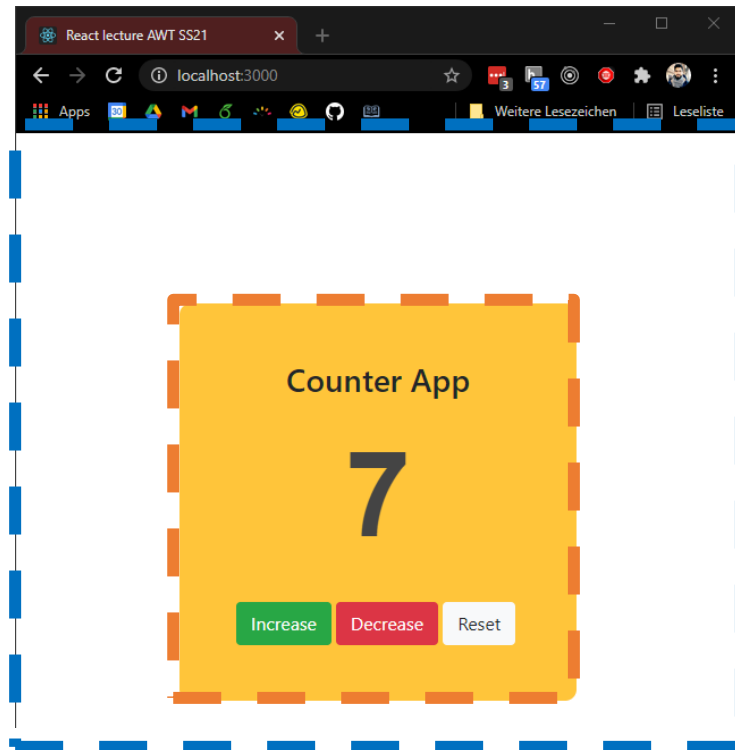 React lecture AWT SS21
localhost:3000
3
57
Apps
30
Weitere Lesezeichen
Leseliste
Counter App
7
Increase Decrease Reset